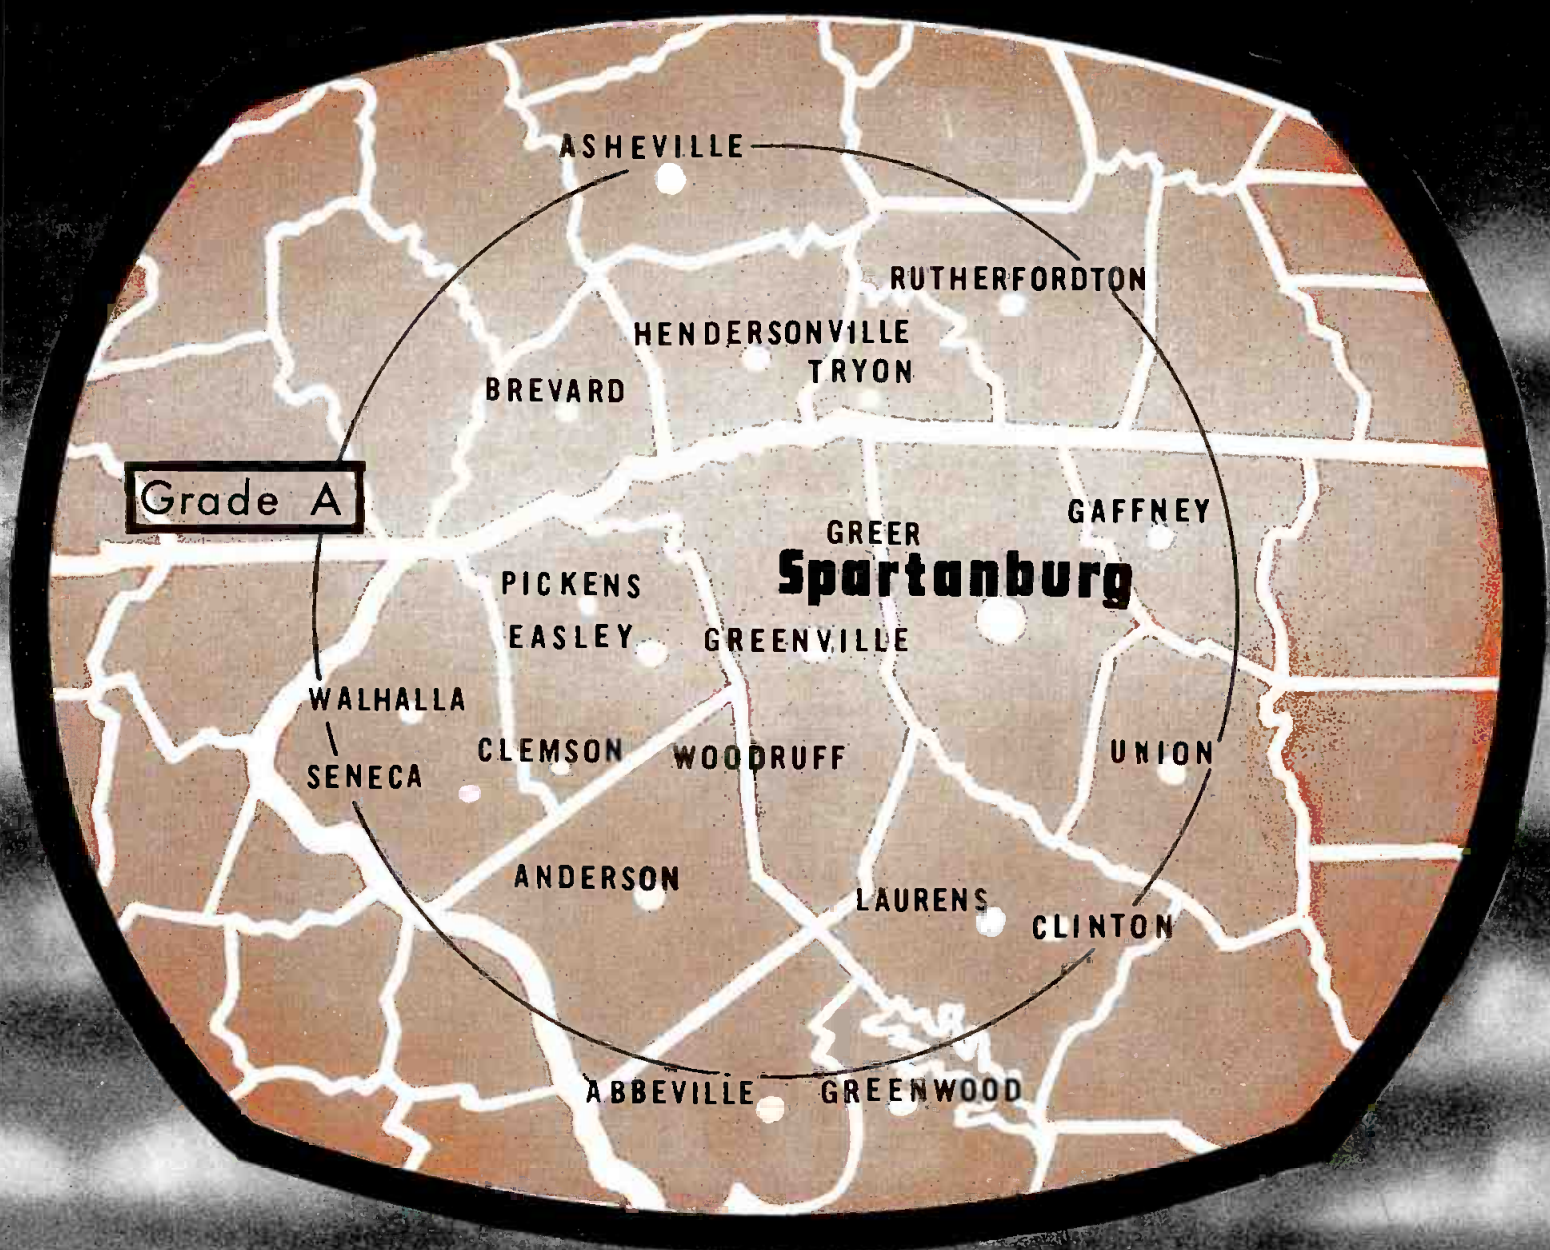 ASHEVILLE
RUTHERFORDTON
HENDERSONVILLE
TRYON
BREVARD
Grade A
GAFFNEY
GREER
Spartanburg
PICKENS
EASLEY
GREENVILLE
WALHALLA
CLEMSON
WOODRUFF
UNION
SENECA
ANDERSON
LAURENS
CLINTON
ABBEVILLE
GREENWOOD